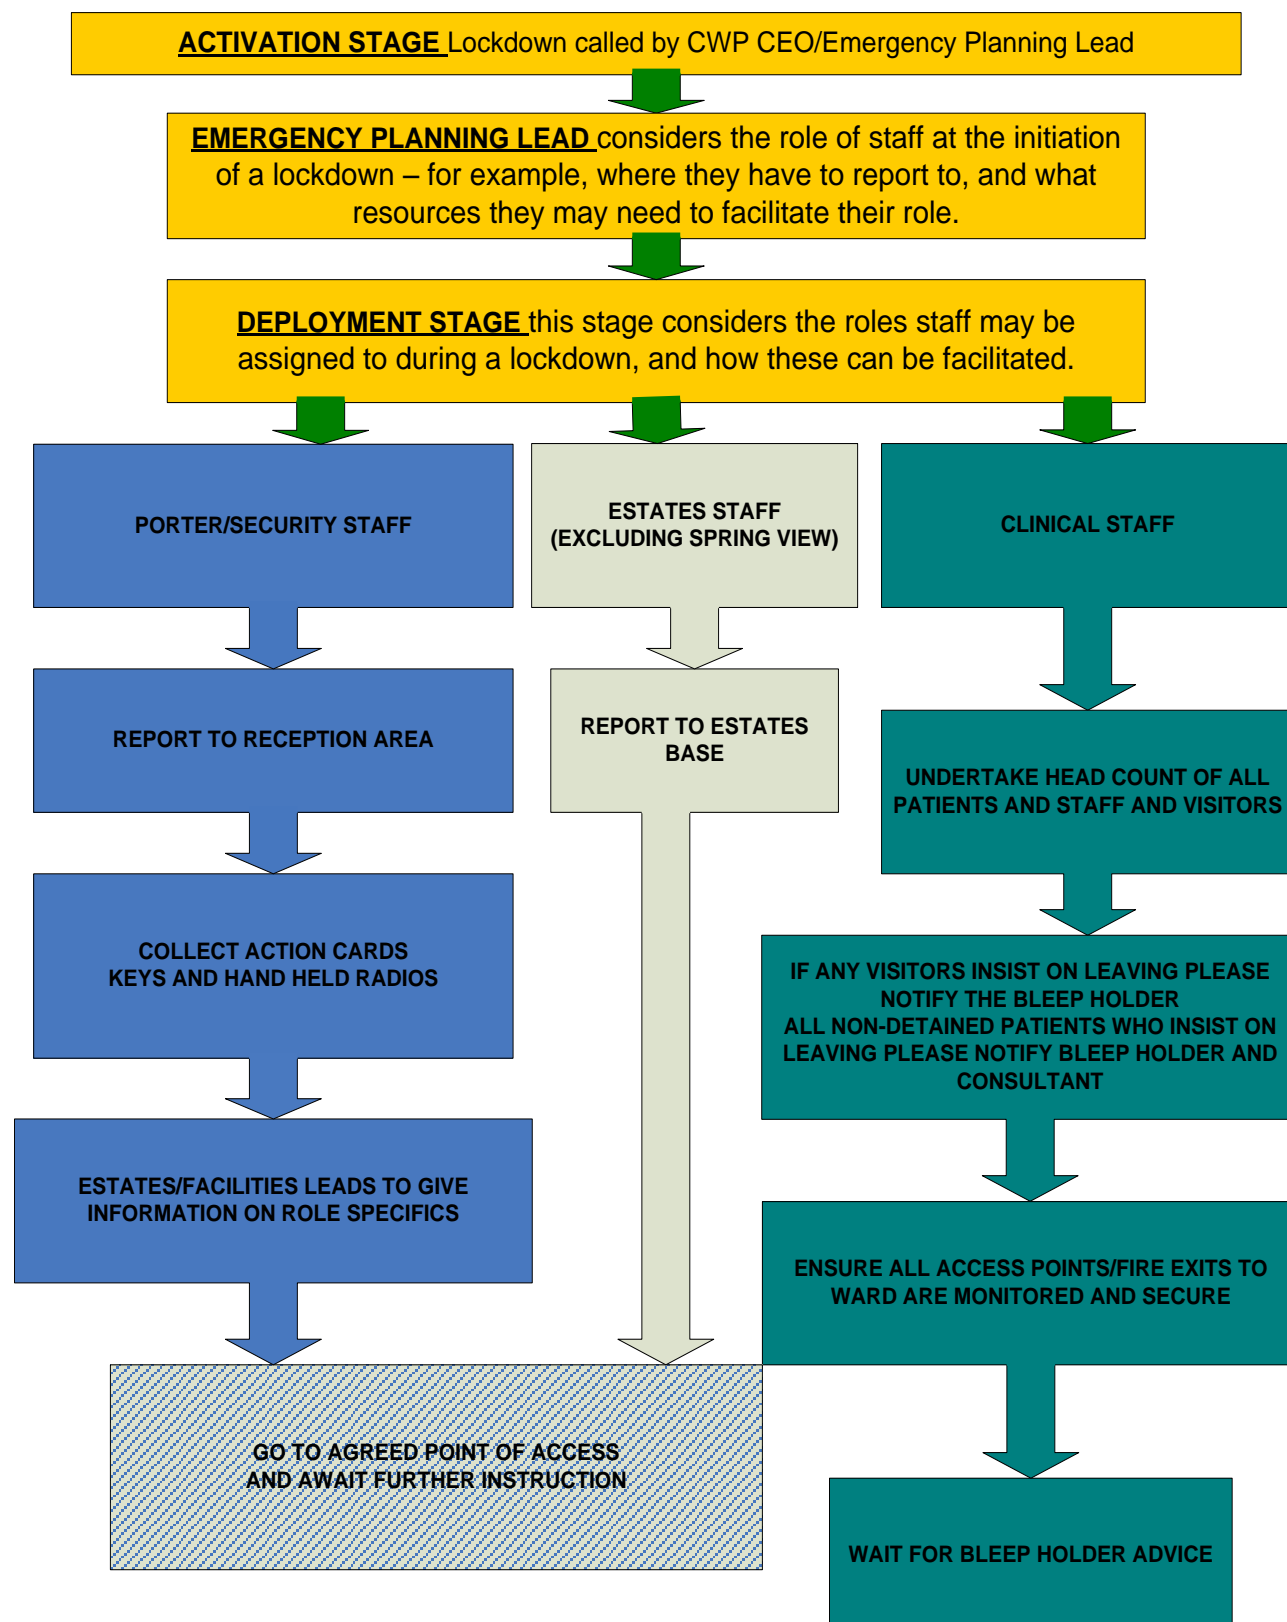 ACTIVATION STAGE Lockdown called by CWP CEO/Emergency Planning Lead
EMERGENCY PLANNING LEAD considers the role of staff at the initiation
of a lockdown – for example, where they have to report to, and what
resources they may need to facilitate their role.
DEPLOYMENT STAGE this stage considers the roles staff may be
assigned to during a lockdown, and how these can be facilitated.
PORTER/SECURITY STAFF
ESTATES STAFF
(EXCLUDING SPRING VIEW)
CLINICAL STAFF
REPORT TO RECEPTION AREA
REPORT TO ESTATES
BASE
UNDERTAKE HEAD COUNT OF ALL
PATIENTS AND STAFF AND VISITORS
COLLECT ACTION CARDS
KEYS AND HAND HELD RADIOS
IF ANY VISITORS INSIST ON LEAVING PLEASE
NOTIFY THE BLEEP HOLDER
ALL NON-DETAINED PATIENTS WHO INSIST ON
LEAVING PLEASE NOTIFY BLEEP HOLDER AND
CONSULTANT
ESTATES/FACILITIES LEADS TO GIVE
INFORMATION ON ROLE SPECIFICS
ENSURE ALL ACCESS POINTS/FIRE EXITS TO
WARD ARE MONITORED AND SECURE
GO TO AGREED POINT OF ACCESS
AND AWAIT FURTHER INSTRUCTION
WAIT FOR BLEEP HOLDER ADVICE